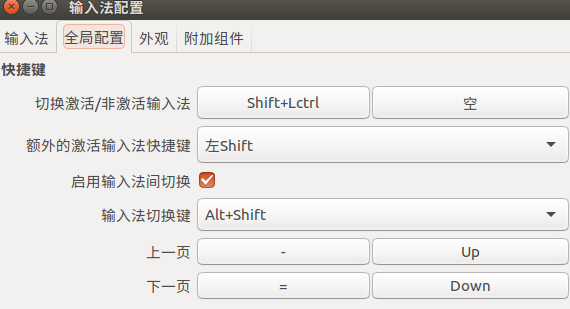 输入法配置
输入法 全局配置 外观 附加组件
快捷键
切换激活/非激活输入法 Shift+Lctrl 空
额外的激活输入法快捷键 左Shift
启用输入法间切换
输入法切换键 Alt+Shift
上一页 - Up
下一页 = Down